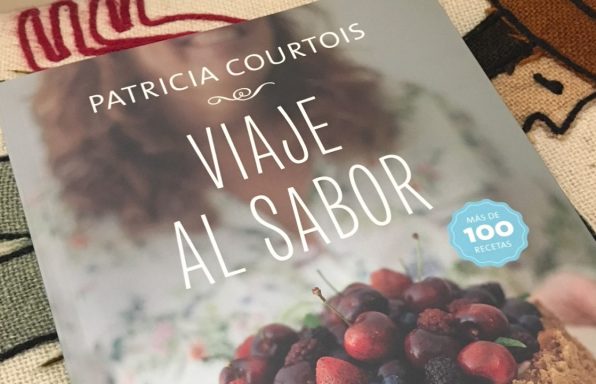 PATRICIA COURTOIS
VIAJE
AL SABOR
MÁS DE
100
RECETAS